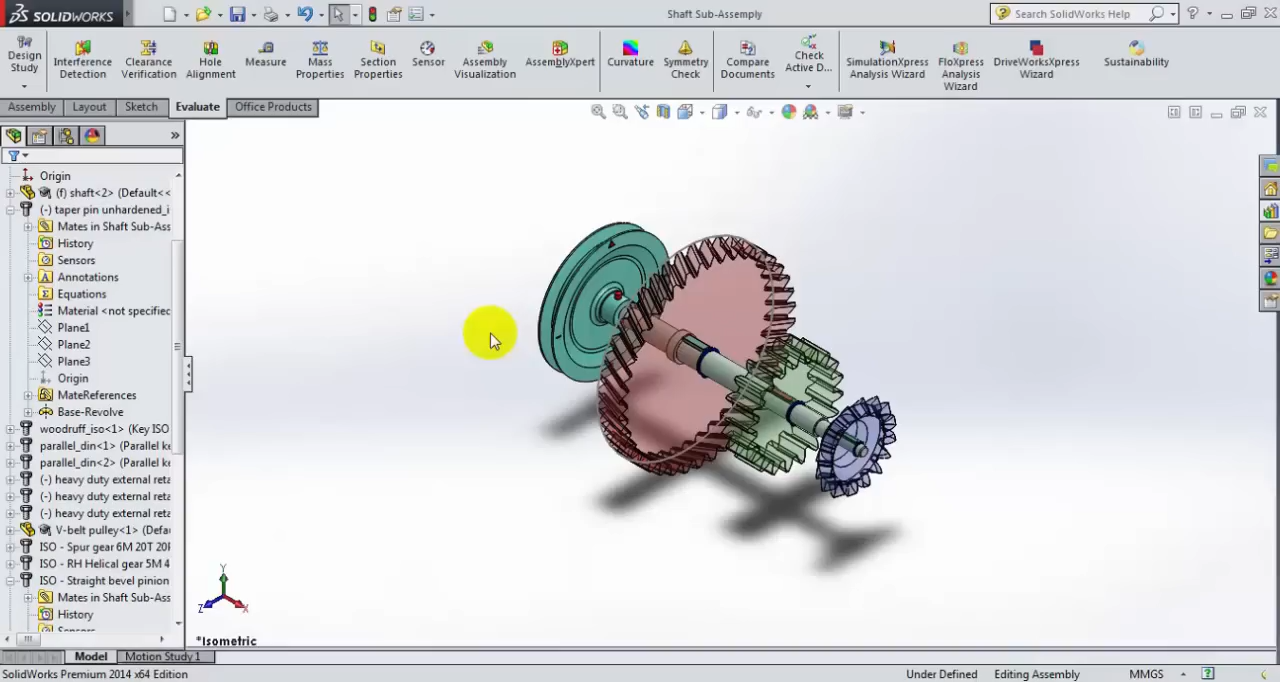 SOLIDWORKS
Shaft Sub-Assembly
Search SolidWorks Help
Design Study
Interference Detection
Clearance Verification
Hole Alignment
Measure
Mass Properties
Section Properties
Sensor
Assembly Visualization
AssemblyXpert
Curvature
Symmetry Check
Compare Documents
Check Active D...
SimulationXpress Analysis Wizard
FloXpress Analysis Wizard
DriveWorksXpress Wizard
Sustainability
Assembly Layout Sketch Evaluate Office Products
Origin
(f) shaft<2> (Default<<
(-) taper pin unhardened_i
Mates in Shaft Sub-Ass
History
Sensors
Annotations
Equations
Material <not specified
Plane1
Plane2
Plane3
Origin
MateReferences
Base-Revolve
woodruff_iso<1> (Key ISO
parallel_din<1> (Parallel ke
parallel_din<2> (Parallel ke
(-) heavy duty external reta
(-) heavy duty external reta
(-) heavy duty external reta
V-belt pulley<1> (Defau
ISO - Spur gear 6M 20T 20P
ISO - RH Helical gear 5M 4
ISO - Straight bevel pinion
Mates in Shaft Sub-Ass
History
Sensors
Y
Z
X
*Isometric
Model Motion Study 1
SolidWorks Premium 2014 x64 Edition
Under Defined Editing Assembly MMGS